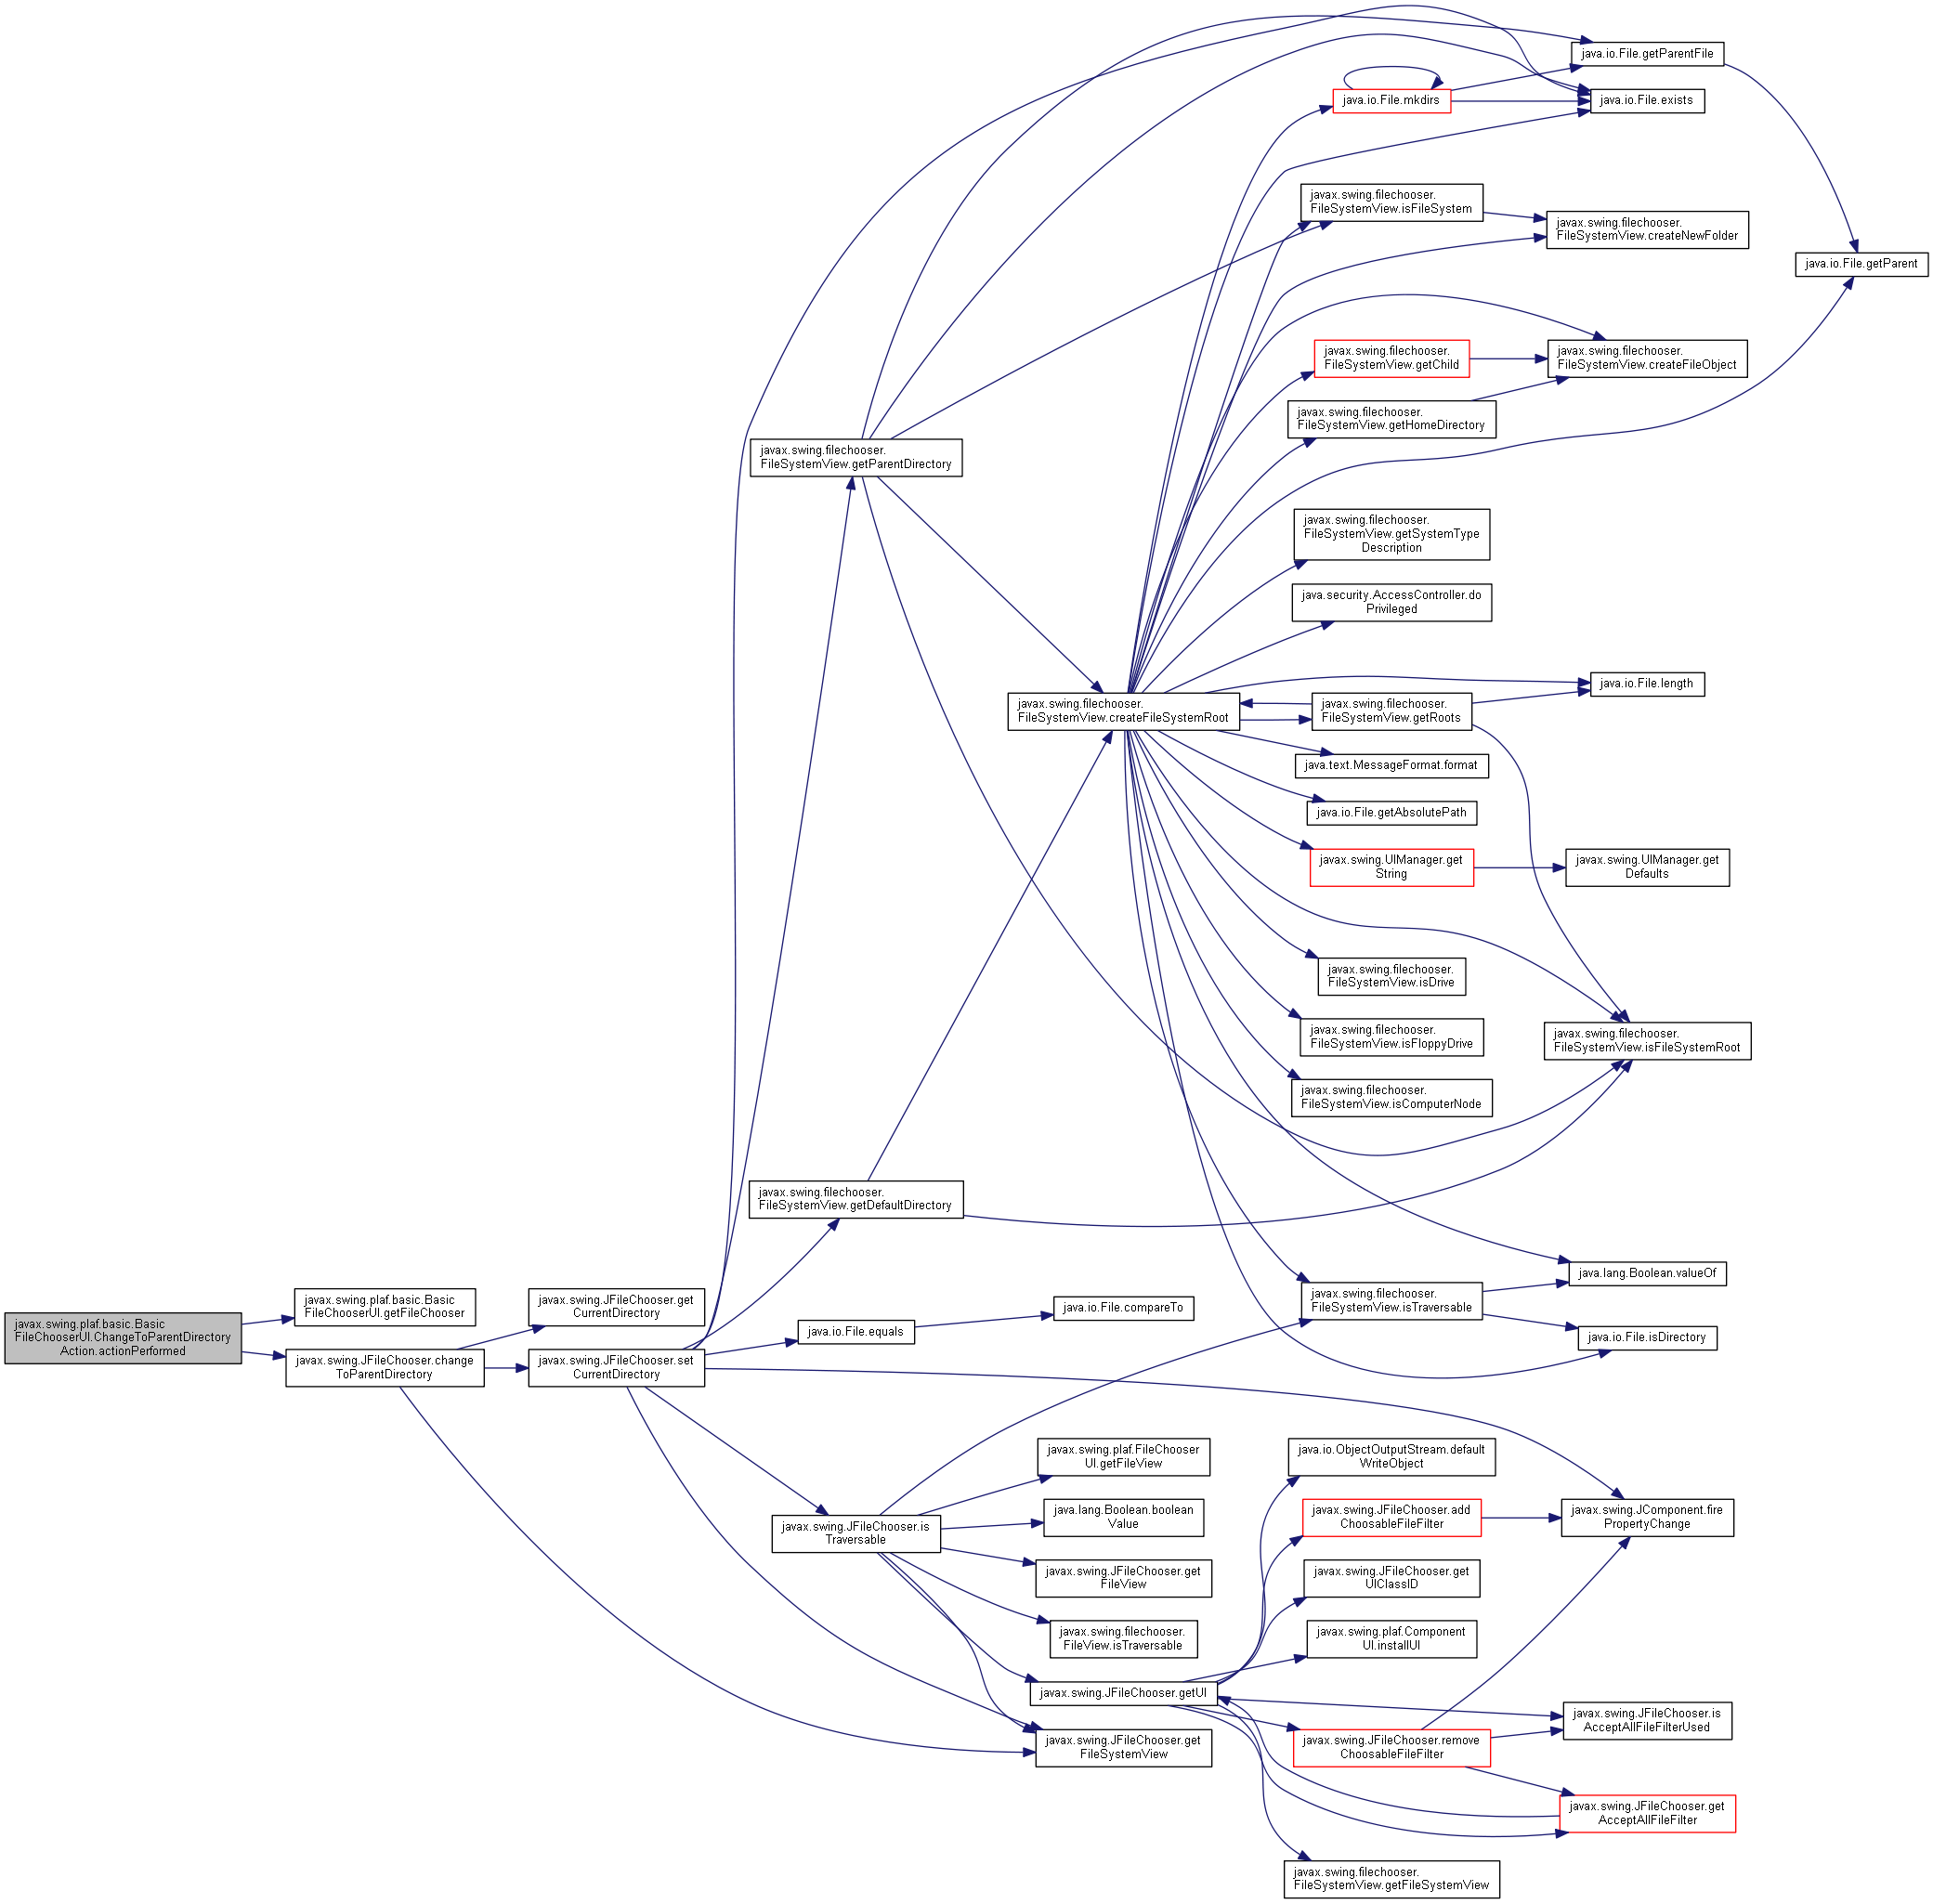 java.io.File.getParentFile
java.io.File.mkdirs
java.io.File.exists
javax.swing.filechooser.
FileSystemView.isFileSystem
javax.swing.filechooser.
FileSystemView.createNewFolder
java.io.File.getParent
javax.swing.filechooser.
FileSystemView.getChild
javax.swing.filechooser.
FileSystemView.createFileObject
javax.swing.filechooser.
FileSystemView.getHomeDirectory
javax.swing.filechooser.
FileSystemView.getParentDirectory
javax.swing.filechooser.
FileSystemView.getSystemType
Description
java.security.AccessController.do
Privileged
java.io.File.length
javax.swing.filechooser.
FileSystemView.createFileSystemRoot
javax.swing.filechooser.
FileSystemView.getRoots
java.text.MessageFormat.format
java.io.File.getAbsolutePath
javax.swing.UIManager.get
String
javax.swing.UIManager.get
Defaults
javax.swing.filechooser.
FileSystemView.isDrive
javax.swing.filechooser.
FileSystemView.isFloppyDrive
javax.swing.filechooser.
FileSystemView.isFileSystemRoot
javax.swing.filechooser.
FileSystemView.isComputerNode
javax.swing.filechooser.
FileSystemView.getDefaultDirectory
java.lang.Boolean.valueOf
javax.swing.plaf.basic.Basic
FileChooserUI.getFileChooser
javax.swing.JFileChooser.get
CurrentDirectory
java.io.File.compareTo
javax.swing.filechooser.
FileSystemView.isTraversable
javax.swing.plaf.basic.Basic
FileChooserUI.ChangeToParentDirectory
Action.actionPerformed
java.io.File.equals
java.io.File.isDirectory
javax.swing.JFileChooser.change
ToParentDirectory
javax.swing.JFileChooser.set
CurrentDirectory
javax.swing.plaf.FileChooser
UI.getFileView
java.io.ObjectOutputStream.default
WriteObject
java.lang.Boolean.boolean
Value
javax.swing.JFileChooser.add
ChoosableFileFilter
javax.swing.JComponent.fire
PropertyChange
javax.swing.JFileChooser.is
Traversable
javax.swing.JFileChooser.get
FileView
javax.swing.JFileChooser.get
UIClassID
javax.swing.filechooser.
FileView.isTraversable
javax.swing.plaf.Component
UI.installUI
javax.swing.JFileChooser.getUI
javax.swing.JFileChooser.is
AcceptAllFileFilterUsed
javax.swing.JFileChooser.get
FileSystemView
javax.swing.JFileChooser.remove
ChoosableFileFilter
javax.swing.JFileChooser.get
AcceptAllFileFilter
javax.swing.filechooser.
FileSystemView.getFileSystemView